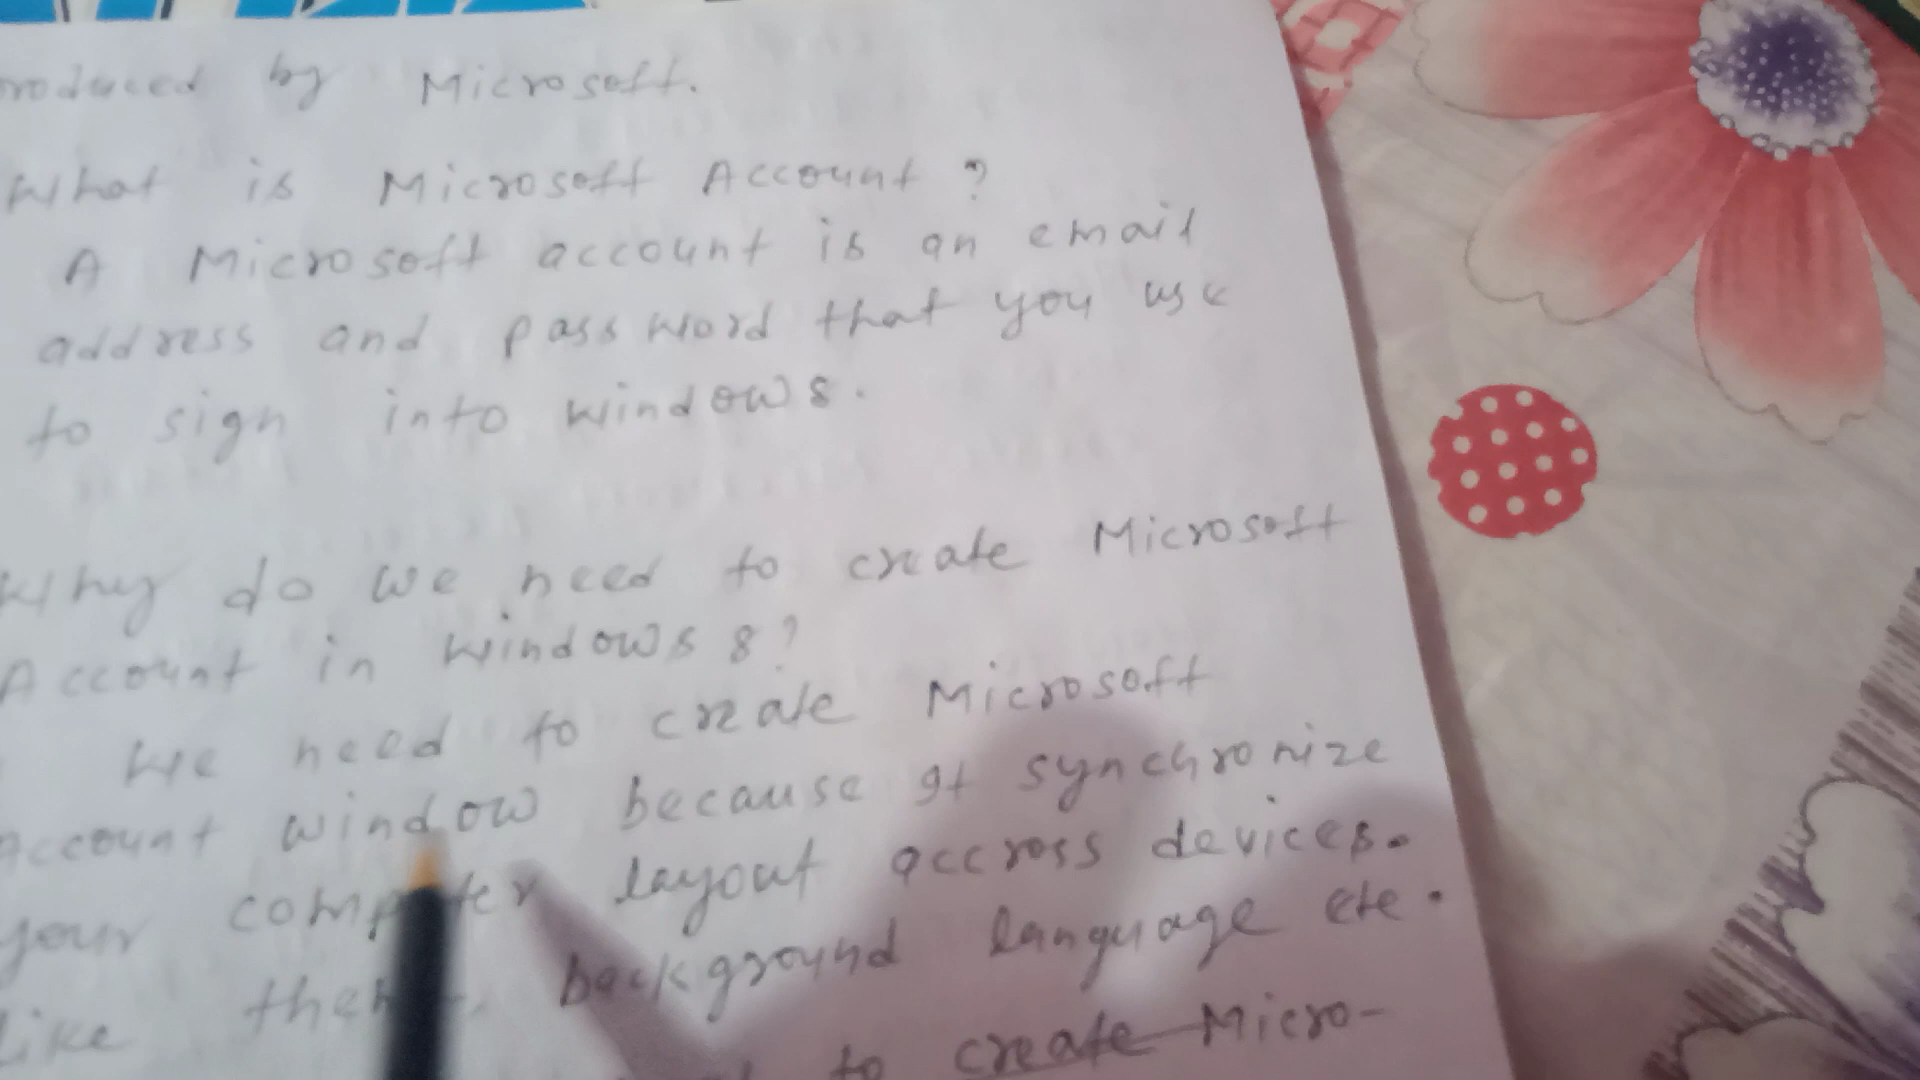 produced by Microsoft.
What is Microsoft Account ?
A Microsoft account is an email
address and password that you use
to sign into windows.
Why do we need to create Microsoft
Account in windows 8?
We need to create Microsoft
account window because It synchronize
your computer layout accross devices.
like background language etc.
to create Micro-